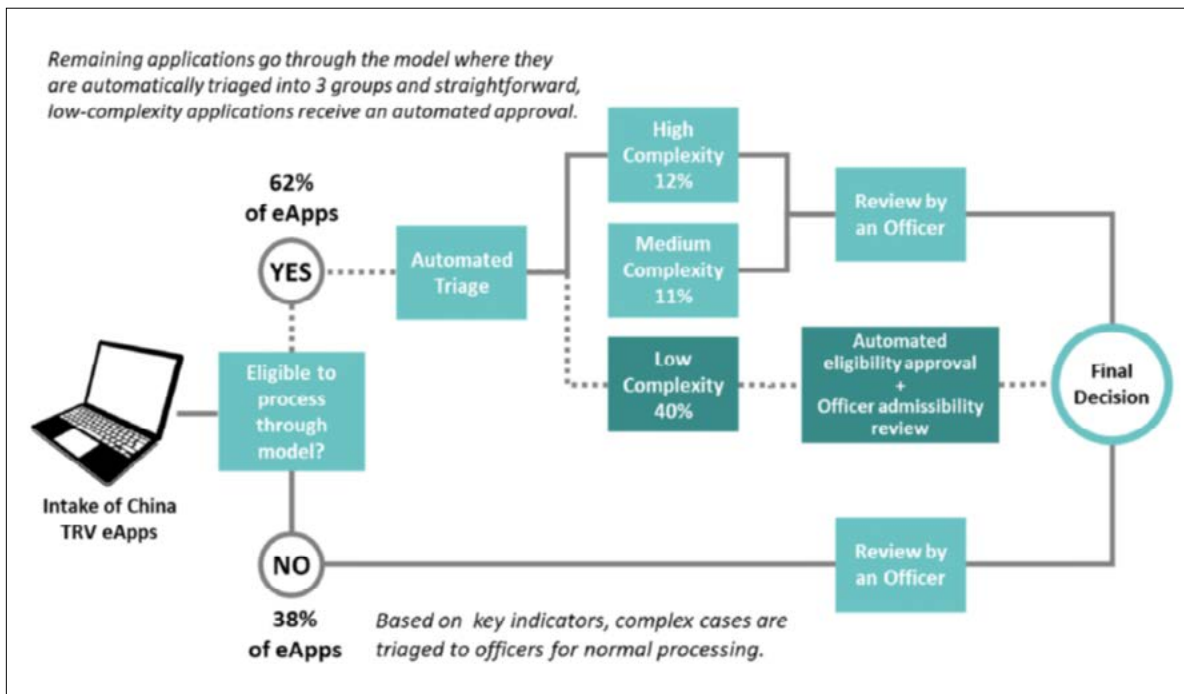 Remaining applications go through the model where they
are automatically triaged into 3 groups and straightforward,
low-complexity applications receive an automated approval.
62%
of eApps
YES
Automated
Triage
High
Complexity
12%
Medium
Complexity
11%
Low
Complexity
40%
Review by
an Officer
Automated
eligibility approval
+
Officer admissibility
review
Final
Decision
Eligible to
process
through
model?
Intake of China
TRV eApps
NO
38%
of eApps
Based on key indicators, complex cases are
triaged to officers for normal processing.
Review by
an Officer